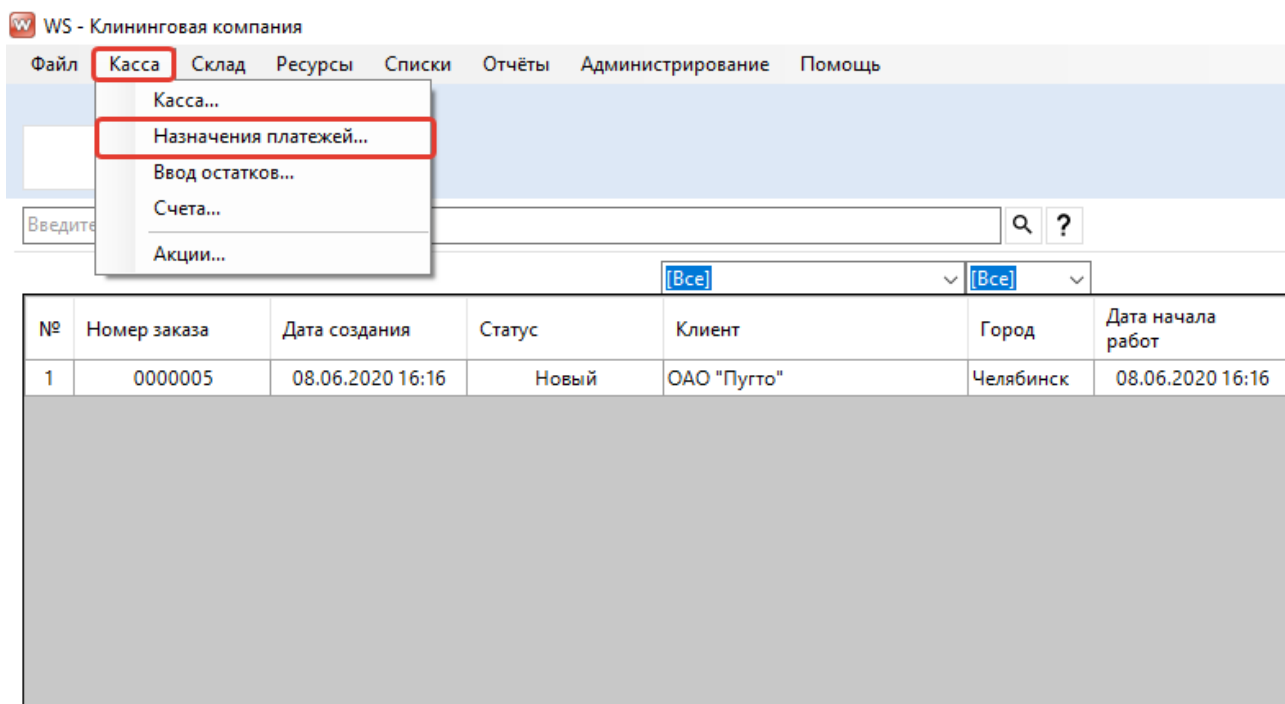 WS - Клининговая компания
Файл Касса Склад Ресурсы Списки Отчёты Администрирование Помощь
Касса...
Назначения платежей...
Ввод остатков...
Счета...
Акции...
Введите ?
[Все] [Все]
№ Номер заказа Дата создания Статус Клиент Город Дата начала работ
1 0000005 08.06.2020 16:16 Новый ОАО "Пугто" Челябинск 08.06.2020 16:16